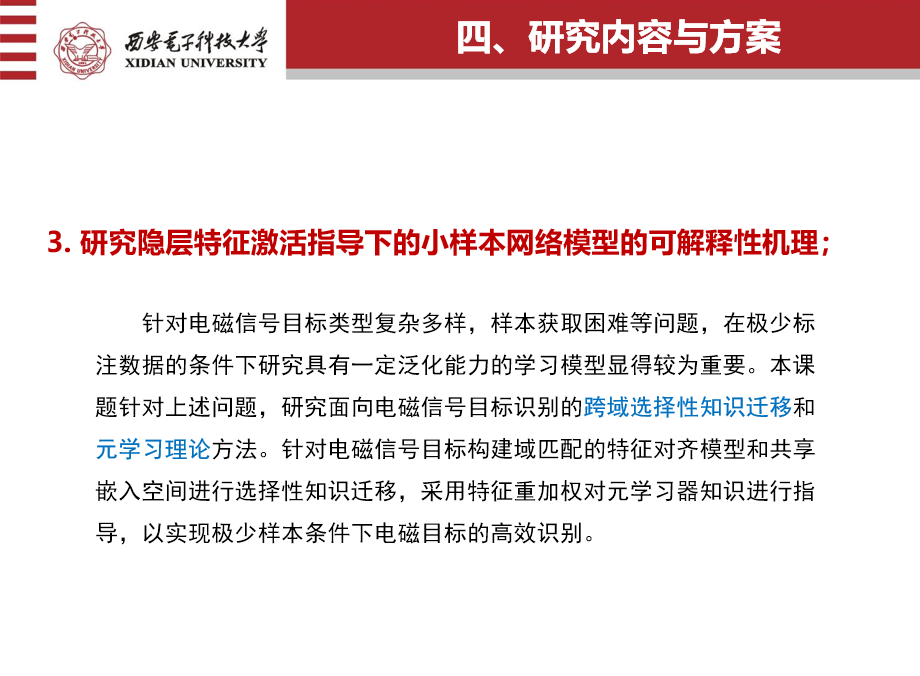 西安电子科技大学
XIDIAN UNIVERSITY
四、研究内容与方案
3. 研究隐层特征激活指导下的小样本网络模型的可解释性机理；
针对电磁信号目标类型复杂多样，样本获取困难等问题，在极少标
注数据的条件下研究具有一定泛化能力的学习模型显得较为重要。本课
题针对上述问题，研究面向电磁信号目标识别的跨域选择性知识迁移和
元学习理论方法。针对电磁信号目标构建域匹配的特征对齐模型和共享
嵌入空间进行选择性知识迁移，采用特征重加权对元学习器知识进行指
导，以实现极少样本条件下电磁目标的高效识别。